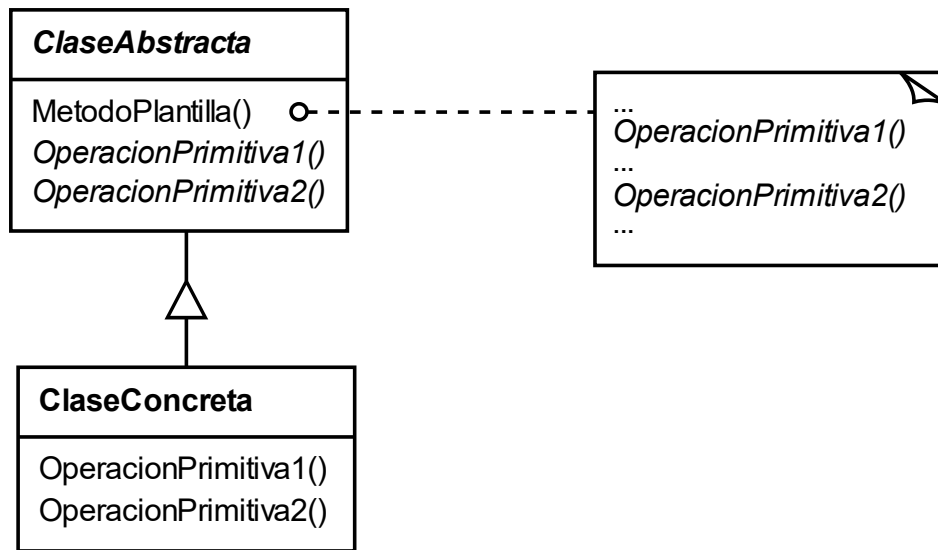 ClaseAbstracta
MetodoPlantilla()
OperacionPrimitiva1()
OperacionPrimitiva2()
...
OperacionPrimitiva1()
...
OperacionPrimitiva2()
...
ClaseConcreta
OperacionPrimitiva1()
OperacionPrimitiva2()